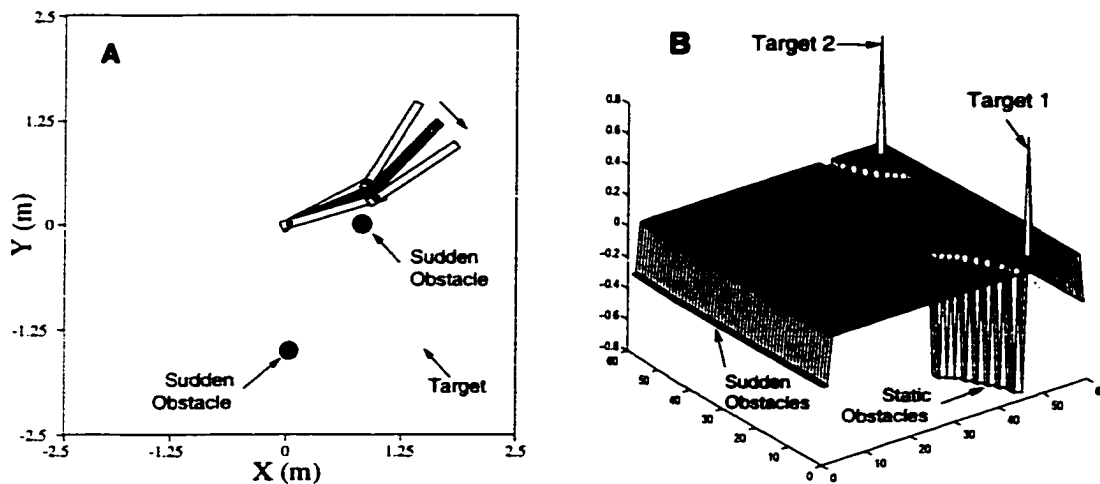 A
2.5
1.25
0
-1.25
-2.5
Y (m)
-2.5
-1.25
0
1.25
2.5
X (m)
Sudden
Obstacle
Sudden
Obstacle
Target
B
Target 2
Target 1
0.8
0.6
0.4
0.2
0
-0.2
-0.4
-0.6
-0.8
60
50
40
30
20
10
0
0
10
20
30
40
50
Sudden
Obstacles
Static
Obstacles